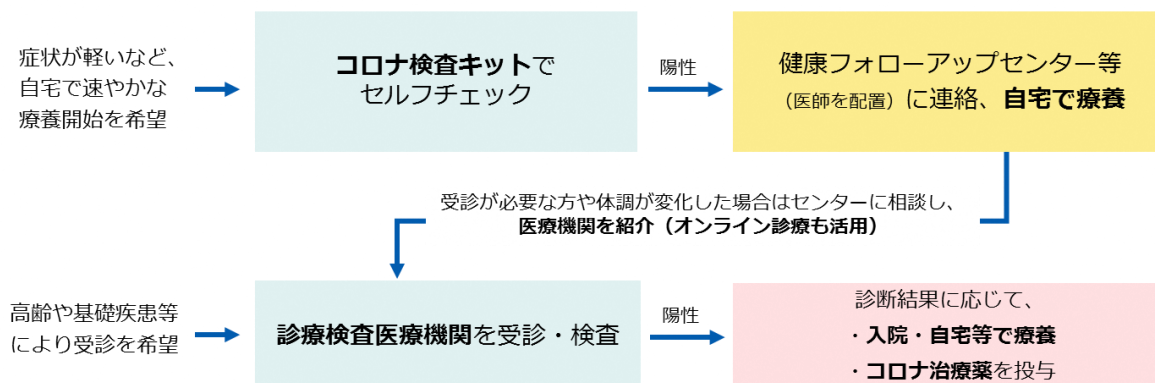 症状が軽いなど、
自宅で速やかな
療養開始を希望
コロナ検査キットで
セルフチェック
陽性
健康フォローアップセンター等
（医師を配置）に連絡、自宅で療養
受診が必要な方や体調が変化した場合はセンターに相談し、
医療機関を紹介（オンライン診療も活用）
高齢や基礎疾患等
により受診を希望
診療検査医療機関を受診・検査
陽性
診断結果に応じて、
・入院・自宅等で療養
・コロナ治療薬を投与